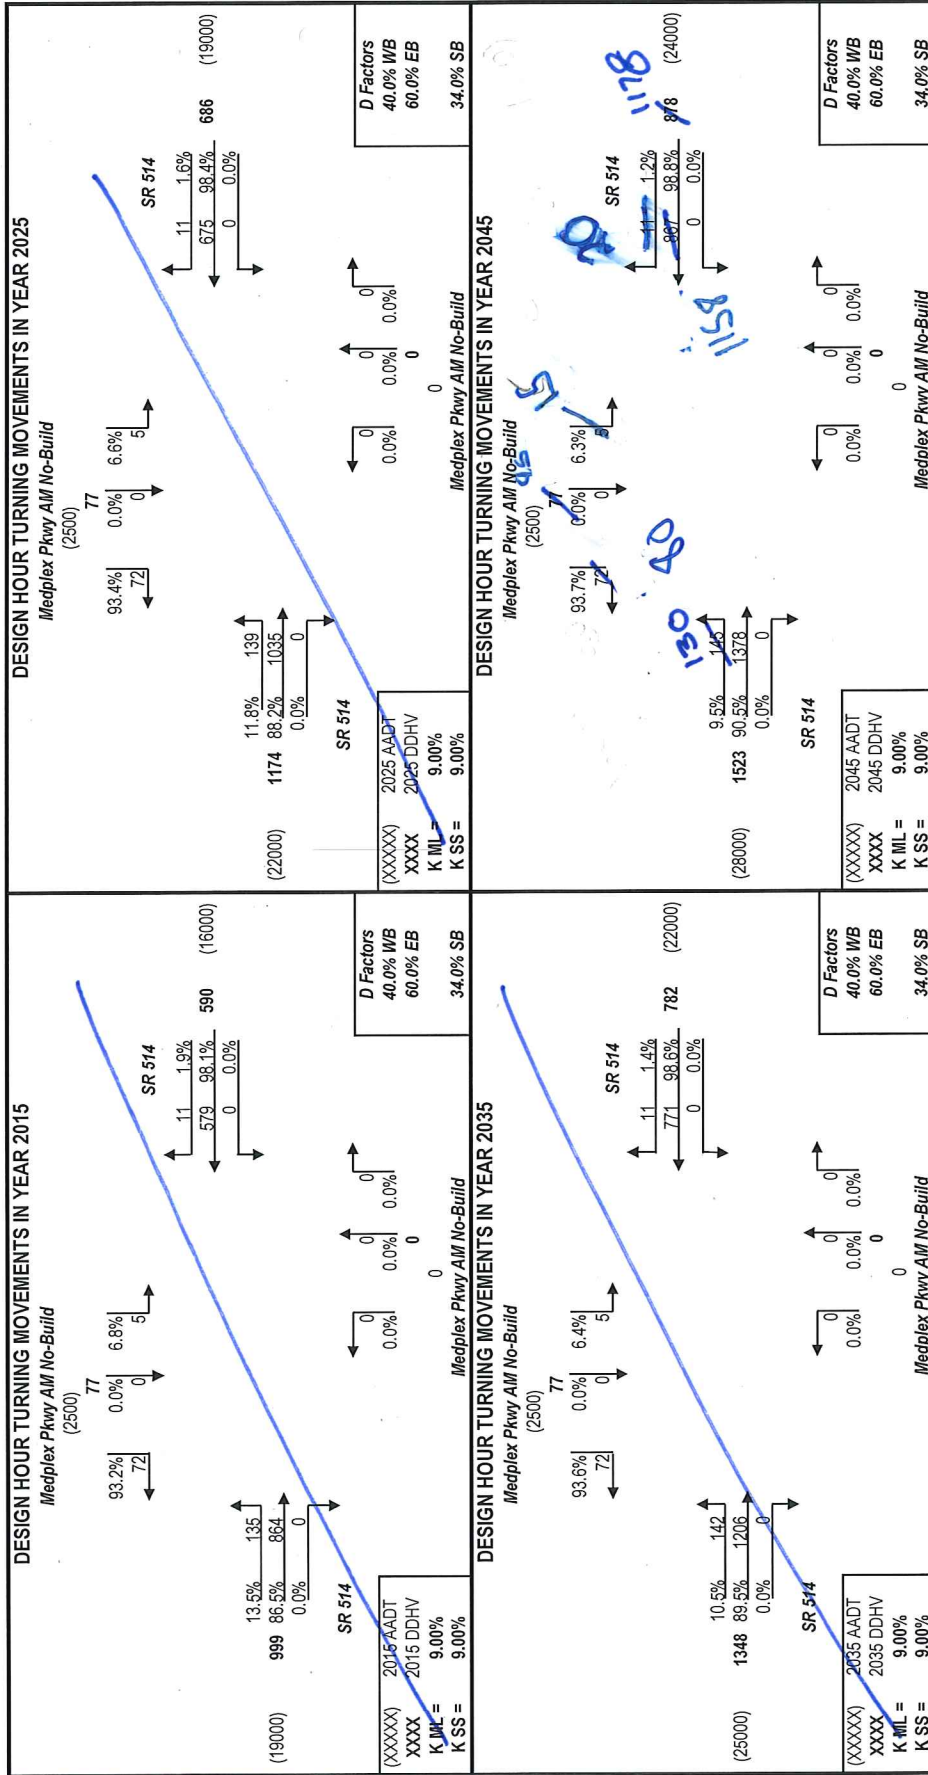 DESIGN HOUR TURNING MOVEMENTS IN YEAR 2015
Medplex Pkwy AM No-Build
(2500)
77
93.2% 0.0% 6.8%
72 0 5
SR 514
11 1.9%
579 98.1% 590 (16000)
0 0.0%
13.5% 135
(19000) 999 86.5% 864
0.0% 0
SR 514
0 0 0
0.0% 0.0% 0.0%
0
0
Medplex Pkwy AM No-Build
(XXXXX) 2015 AADT
XXXX 2015 DDHV
K ML = 9.00%
K SS = 9.00%
D Factors
40.0% WB
60.0% EB
34.0% SB
DESIGN HOUR TURNING MOVEMENTS IN YEAR 2025
Medplex Pkwy AM No-Build
(2500)
77
93.4% 0.0% 6.6%
72 0 5
SR 514
11 1.6%
675 98.4% 686 (19000)
0 0.0%
11.8% 139
(22000) 1174 88.2% 1035
0.0% 0
SR 514
0 0 0
0.0% 0.0% 0.0%
0
0
Medplex Pkwy AM No-Build
(XXXXX) 2025 AADT
XXXX 2025 DDHV
K ML = 9.00%
K SS = 9.00%
D Factors
40.0% WB
60.0% EB
34.0% SB
DESIGN HOUR TURNING MOVEMENTS IN YEAR 2035
Medplex Pkwy AM No-Build
(2500)
77
93.6% 0.0% 6.4%
72 0 5
SR 514
11 1.4%
771 98.6% 782 (22000)
0 0.0%
10.5% 142
(25000) 1348 89.5% 1206
0.0% 0
SR 514
0 0 0
0.0% 0.0% 0.0%
0
0
Medplex Pkwy AM No-Build
(XXXXX) 2035 AADT
XXXX 2035 DDHV
K ML = 9.00%
K SS = 9.00%
D Factors
40.0% WB
60.0% EB
34.0% SB
DESIGN HOUR TURNING MOVEMENTS IN YEAR 2045
Medplex Pkwy AM No-Build
(2500)
77 95
93.7% 0.0% 6.3%
72 0 5
80 15
20
SR 514
11 1.2%
867 98.8% 878 (24000)
0 0.0%
1158 1178
130
9.5% 145
(28000) 1523 90.5% 1378
0.0% 0
SR 514
0 0 0
0.0% 0.0% 0.0%
0
0
Medplex Pkwy AM No-Build
(XXXXX) 2045 AADT
XXXX 2045 DDHV
K ML = 9.00%
K SS = 9.00%
D Factors
40.0% WB
60.0% EB
34.0% SB